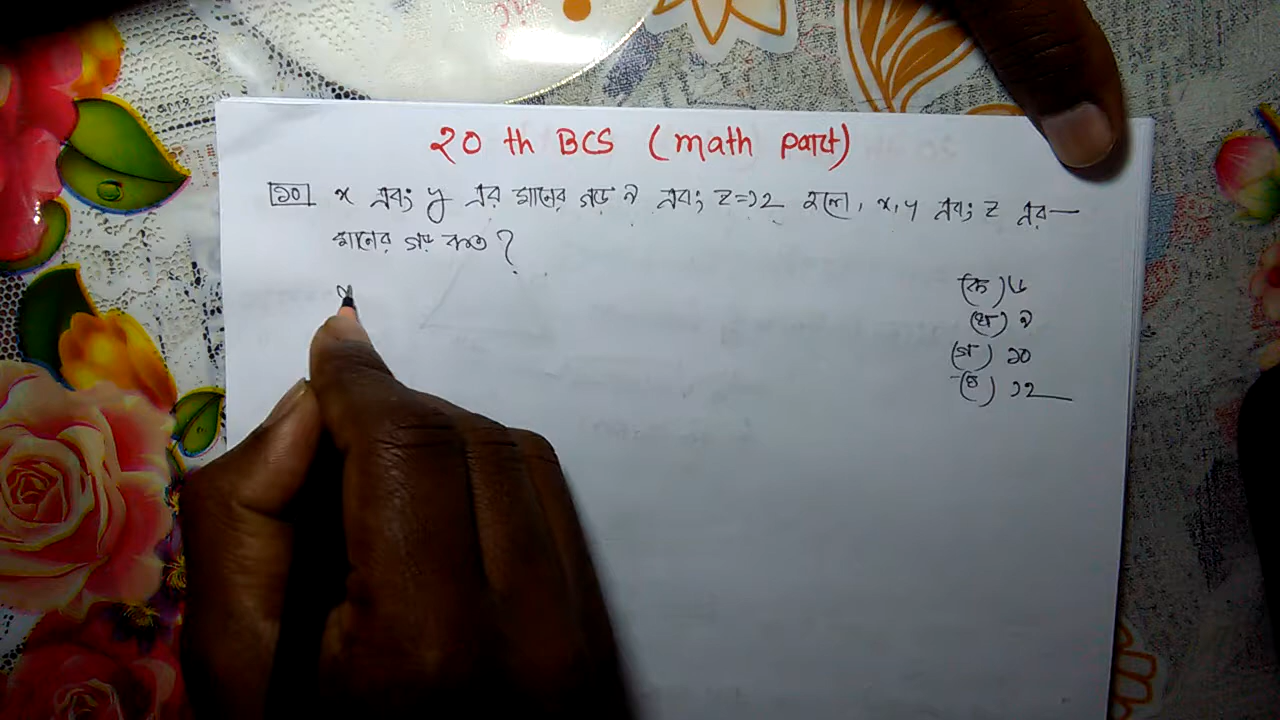 20 th BCS (math part)
১০ x এবং y এর মানের গড় ৯ এবং z=১২ হলে, x, y এবং z এর—
মানের গড় কত ?
(ক) ৬
(খ) ৯
(গ) ১০
(ঘ) ১২